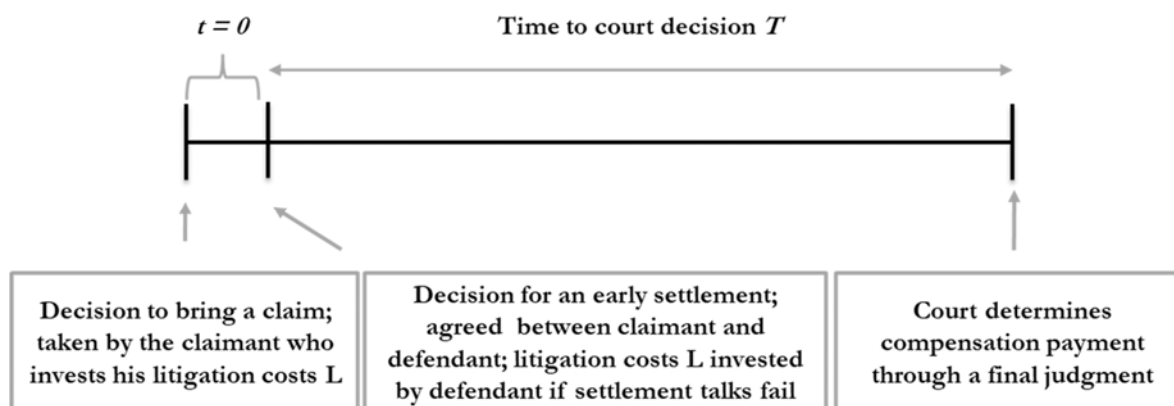 t = 0
Time to court decision T
Decision to bring a claim;
taken by the claimant who
invests his litigation costs L
Decision for an early settlement;
agreed between claimant and
defendant; litigation costs L invested
by defendant if settlement talks fail
Court determines
compensation payment
through a final judgment